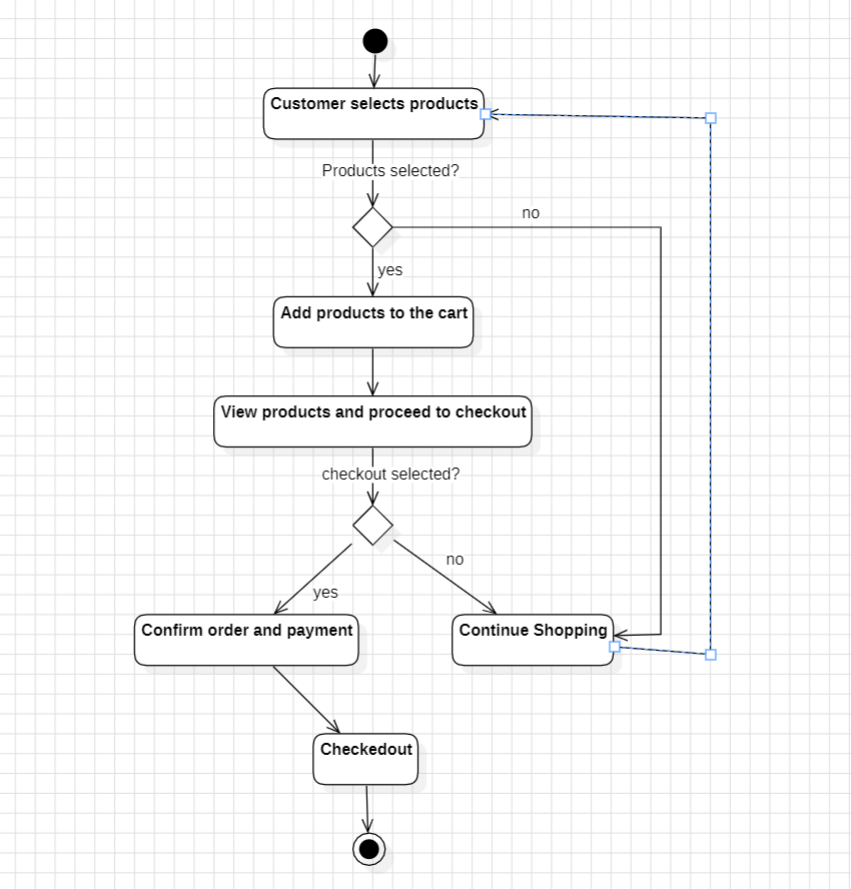 Customer selects products
Products selected?
no
yes
Add products to the cart
View products and proceed to checkout
checkout selected?
no
yes
Confirm order and payment
Continue Shopping
Checkedout